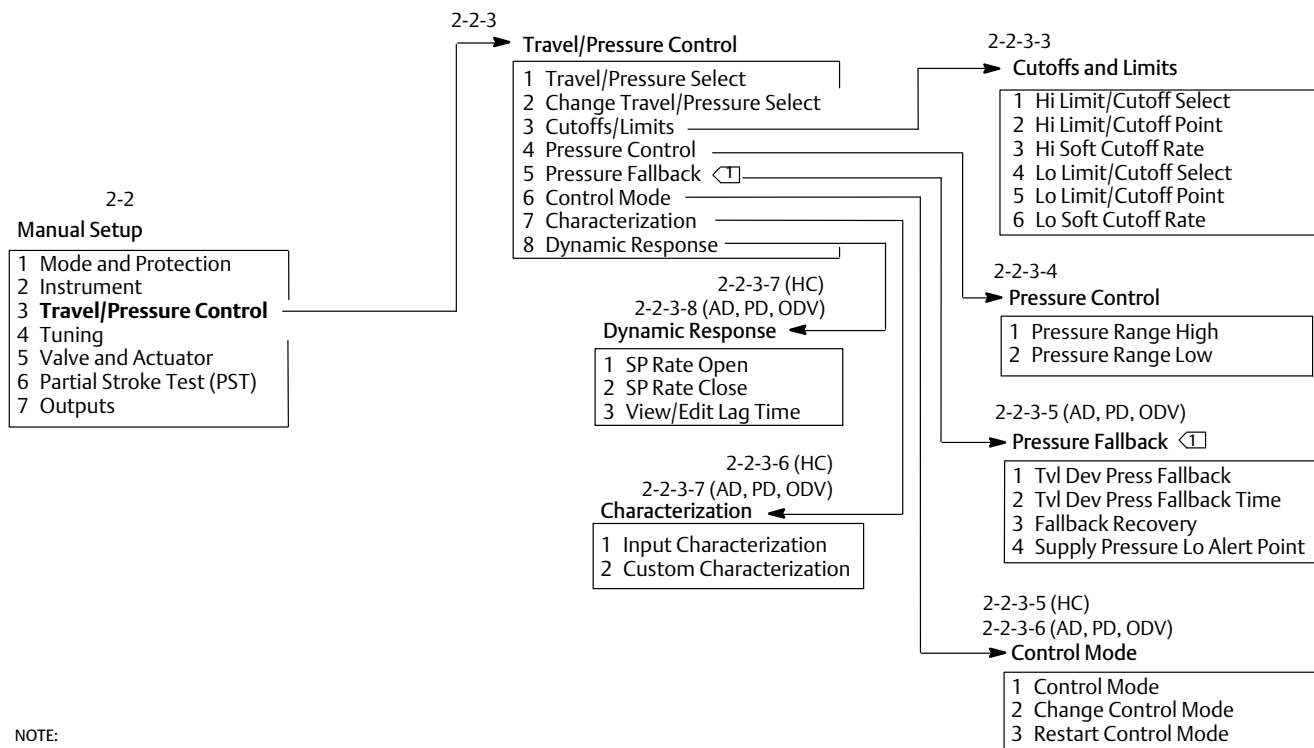 2-2
Manual Setup
1 Mode and Protection
2 Instrument
3 Travel/Pressure Control
4 Tuning
5 Valve and Actuator
6 Partial Stroke Test (PST)
7 Outputs
2-2-3
Travel/Pressure Control
1 Travel/Pressure Select
2 Change Travel/Pressure Select
3 Cutoffs/Limits
4 Pressure Control
5 Pressure Fallback 1
6 Control Mode
7 Characterization
8 Dynamic Response
2-2-3-7 (HC)
2-2-3-8 (AD, PD, ODV)
Dynamic Response
1 SP Rate Open
2 SP Rate Close
3 View/Edit Lag Time
2-2-3-6 (HC)
2-2-3-7 (AD, PD, ODV)
Characterization
1 Input Characterization
2 Custom Characterization
2-2-3-3
Cutoffs and Limits
1 Hi Limit/Cutoff Select
2 Hi Limit/Cutoff Point
3 Hi Soft Cutoff Rate
4 Lo Limit/Cutoff Select
5 Lo Limit/Cutoff Point
6 Lo Soft Cutoff Rate
2-2-3-4
Pressure Control
1 Pressure Range High
2 Pressure Range Low
2-2-3-5 (AD, PD, ODV)
Pressure Fallback 1
1 Tvl Dev Press Fallback
2 Tvl Dev Press Fallback Time
3 Fallback Recovery
4 Supply Pressure Lo Alert Point
2-2-3-5 (HC)
2-2-3-6 (AD, PD, ODV)
Control Mode
1 Control Mode
2 Change Control Mode
3 Restart Control Mode
NOTE: